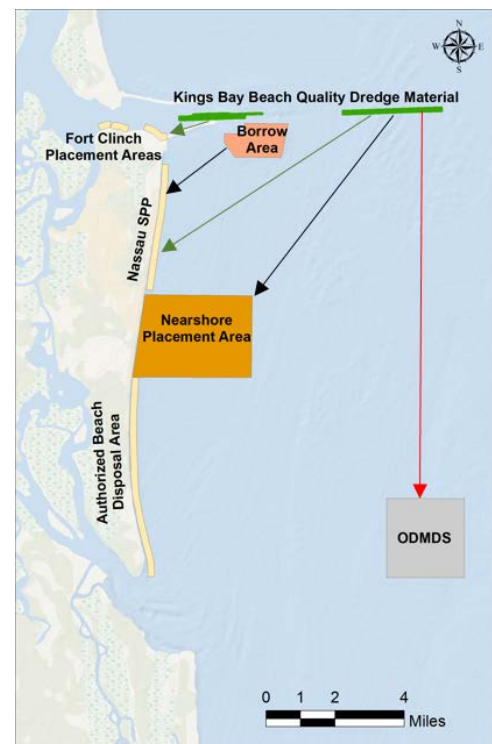 N
W E
S
Kings Bay Beach Quality Dredge Material
Fort Clinch
Placement Areas
Borrow
Area
Nassau SPP
Nearshore
Placement Area
Authorized Beach
Disposal Area
ODMDS
0 1 2 4
Miles